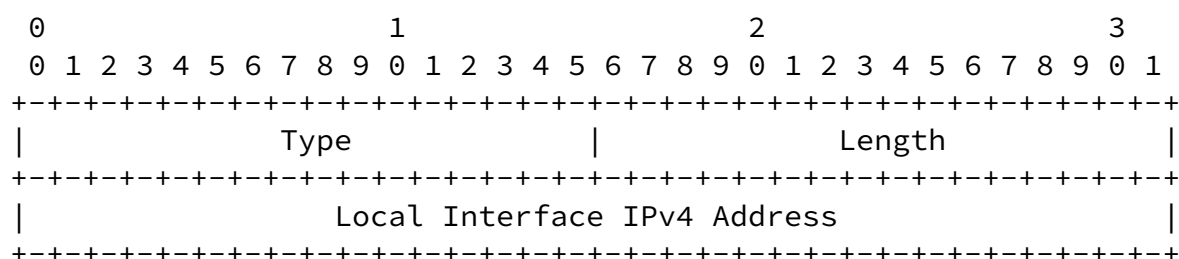 0                   1                   2                   3
 0 1 2 3 4 5 6 7 8 9 0 1 2 3 4 5 6 7 8 9 0 1 2 3 4 5 6 7 8 9 0 1
+-+-+-+-+-+-+-+-+-+-+-+-+-+-+-+-+-+-+-+-+-+-+-+-+-+-+-+-+-+-+-+-+
|              Type             |             Length            |
+-+-+-+-+-+-+-+-+-+-+-+-+-+-+-+-+-+-+-+-+-+-+-+-+-+-+-+-+-+-+-+-+
|                 Local Interface IPv4 Address                  |
+-+-+-+-+-+-+-+-+-+-+-+-+-+-+-+-+-+-+-+-+-+-+-+-+-+-+-+-+-+-+-+-+